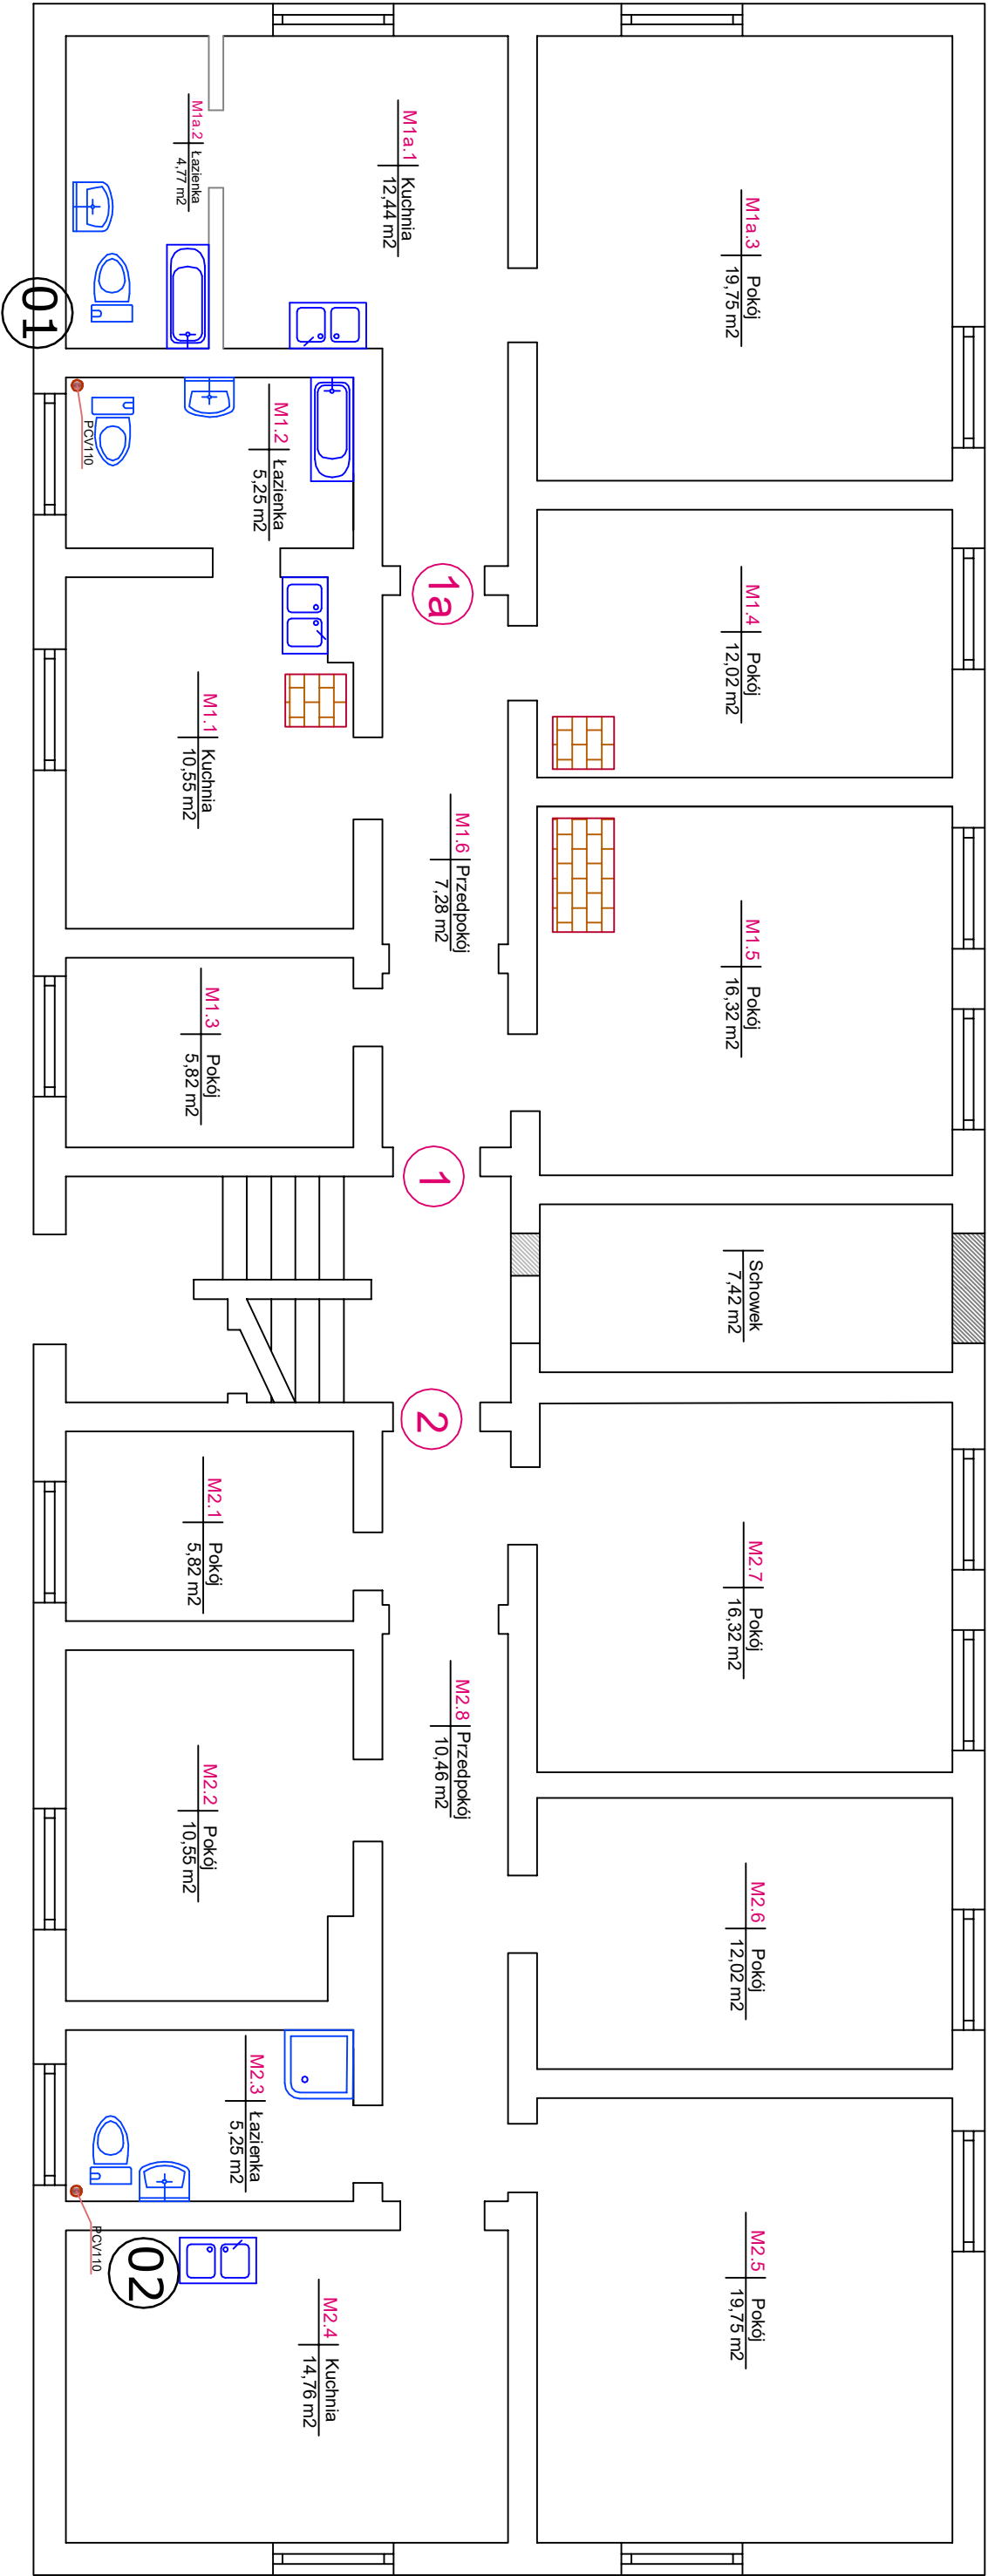 M1a.3
Pokój
19,75 m2
M1.4
Pokój
12,02 m2
M1.5
Pokój
16,32 m2
Schowek
7,42 m2
M2.7
Pokój
16,32 m2
M2.6
Pokój
12,02 m2
M2.5
Pokój
19,75 m2
M1a.1
Kuchnia
12,44 m2
1a
M1.6
Przedpokój
7,28 m2
1
2
M2.8
Przedpokój
10,46 m2
M1a.2
Łazienka
4,77 m2
M1.2
Łazienka
5,25 m2
M1.1
Kuchnia
10,55 m2
M1.3
Pokój
5,82 m2
M2.1
Pokój
5,82 m2
M2.2
Pokój
10,55 m2
M2.3
Łazienka
5,25 m2
M2.4
Kuchnia
14,76 m2
01
PCV110
PCV110
02